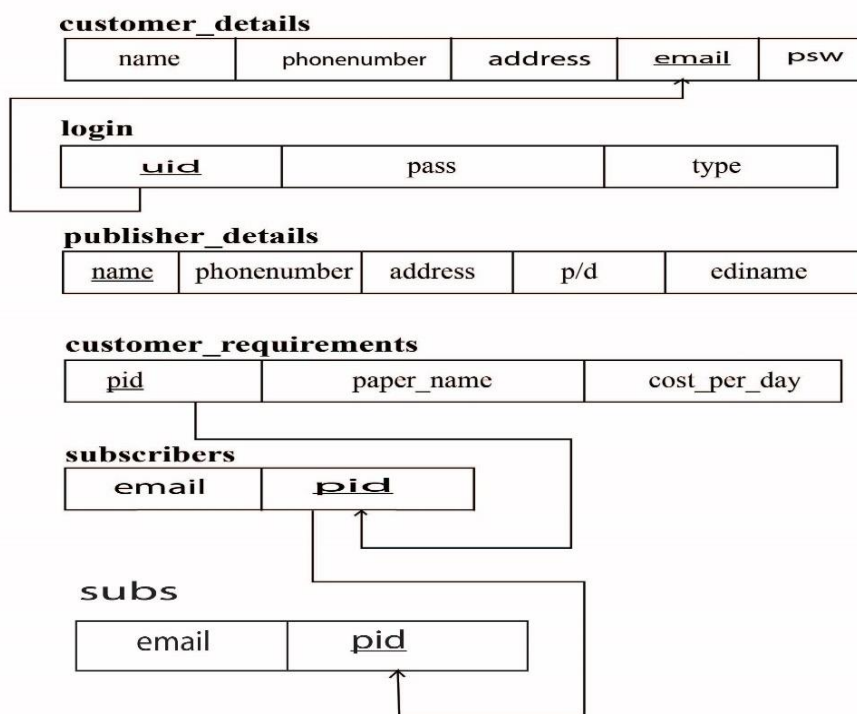 customer_details
name phonenumber address email psw
login
uid pass type
publisher_details
name phonenumber address p/d ediname
customer_requirements
pid paper_name cost_per_day
subscribers
email pid
subs
email pid